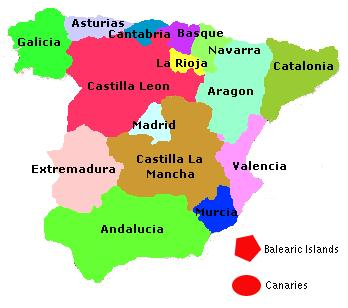 Asturias
Cantabria
Basque
Galicia
Navarra
La Rioja
Catalonia
Castilla Leon
Aragon
Madrid
Castilla La
Mancha
Extremadura
Valencia
Murcia
Andalucia
Balearic Islands
Canaries